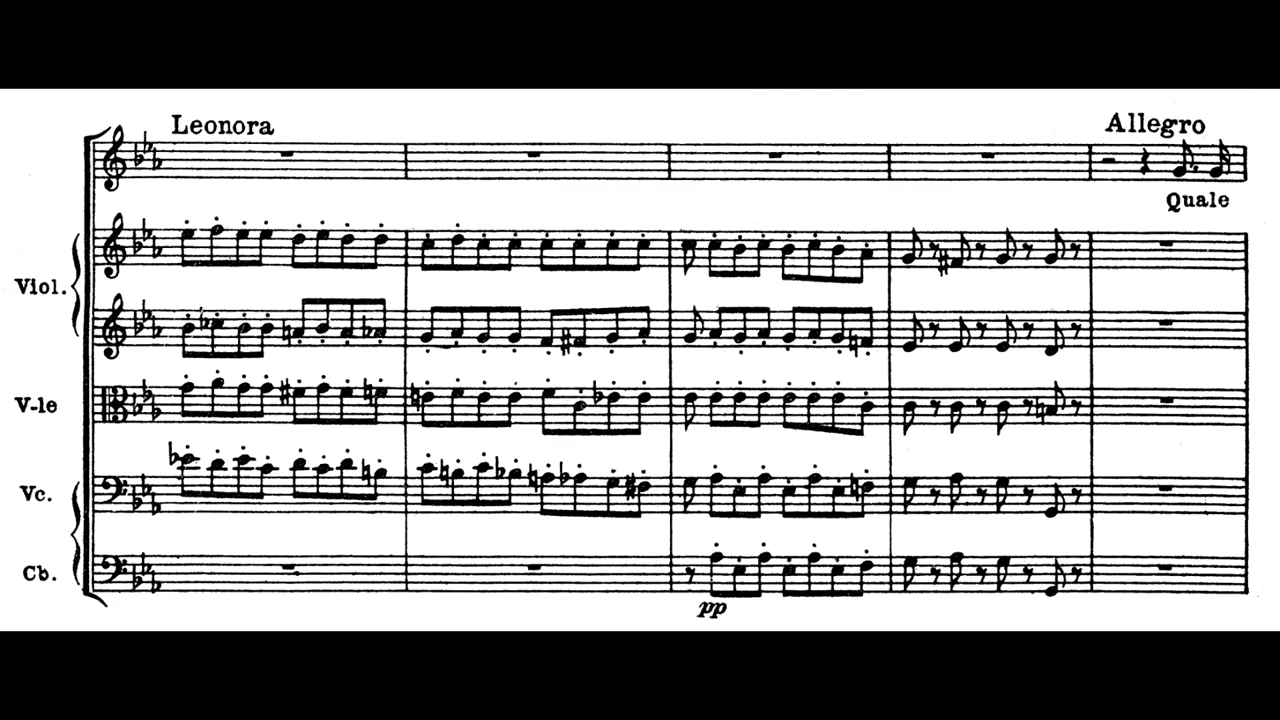 Leonora
Allegro
Quale
Viol.
V-le
Vc.
Cb.
pp